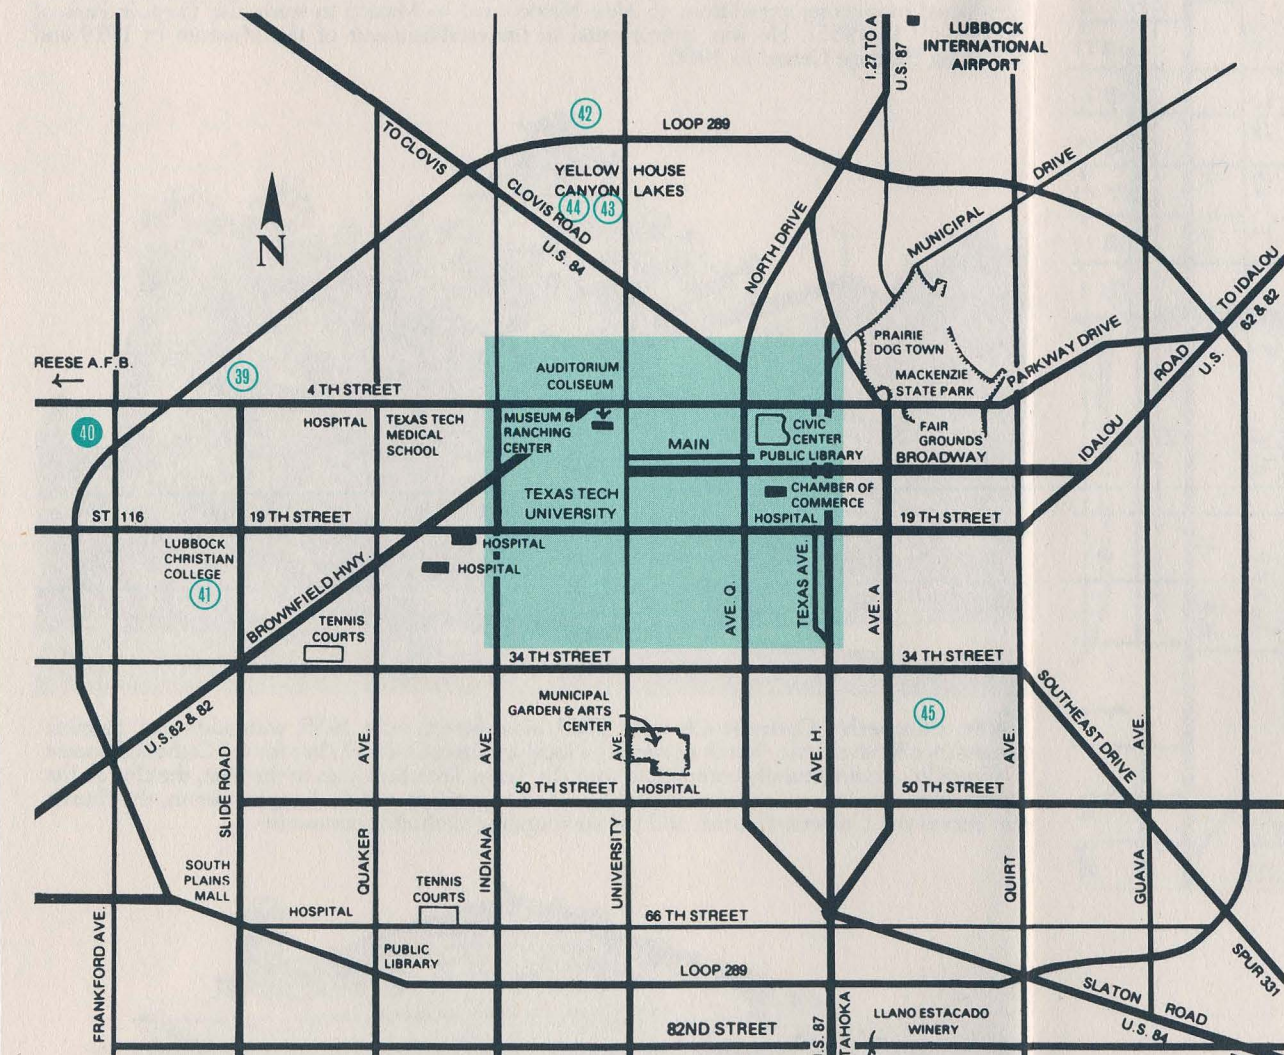 I.27 TO A
U.S. 87
LUBBOCK
INTERNATIONAL
AIRPORT
42
LOOP 289
TO CLOVIS
YELLOW HOUSE
CANYON LAKES
44
43
CLOVIS ROAD
U.S. 84
NORTH DRIVE
MUNICIPAL
DRIVE
N
TO IDALOU
62 & 82
REESE A.F.B.
39
4 TH STREET
AUDITORIUM
COLISEUM
PRAIRIE
DOG TOWN
MACKENZIE
STATE PARK
PARKWAY DRIVE
ROAD
U.S.
40
HOSPITAL
TEXAS TECH
MEDICAL
SCHOOL
MUSEUM &
RANCHING
CENTER
MAIN
CIVIC
CENTER
PUBLIC LIBRARY
FAIR
GROUNDS
BROADWAY
IDALOU
TEXAS TECH
UNIVERSITY
CHAMBER OF
COMMERCE
HOSPITAL
ST 116
19 TH STREET
19 TH STREET
LUBBOCK
CHRISTIAN
COLLEGE
41
HOSPITAL
HOSPITAL
BROWNFIELD HWY.
TENNIS
COURTS
AVE. Q.
TEXAS AVE.
AVE. A
34 TH STREET
34 TH STREET
U.S. 62 & 82
MUNICIPAL
GARDEN & ARTS
CENTER
45
SOUTHEAST DRIVE
SLIDE ROAD
AVE.
AVE.
AVE.
AVE. H.
AVE.
AVE.
50 TH STREET
HOSPITAL
50 TH STREET
SOUTH
PLAINS
MALL
QUAKER
INDIANA
UNIVERSITY
QUIRT
GUAVA
TENNIS
COURTS
HOSPITAL
66 TH STREET
FRANKFORD AVE.
PUBLIC
LIBRARY
LOOP 289
SPUR 331
SLATON ROAD
U.S. 84
82ND STREET
U.S. 87
TAHOKA
LLANO ESTACADO
WINERY